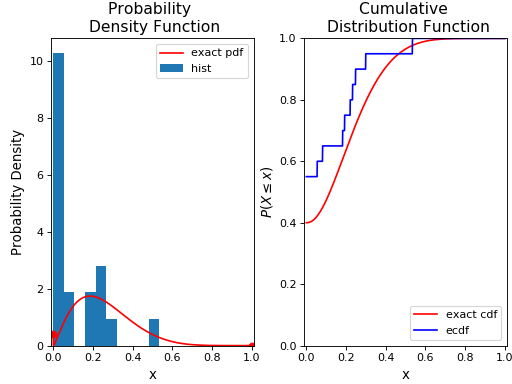 Probability
Density Function
Probability Density
10
8
6
4
2
0
exact pdf
hist
0.0 0.2 0.4 0.6 0.8 1.0
x
Cumulative
Distribution Function
P(X ≤ x)
1.0
0.8
0.6
0.4
0.2
0.0
exact cdf
ecdf
0.0 0.2 0.4 0.6 0.8 1.0
x